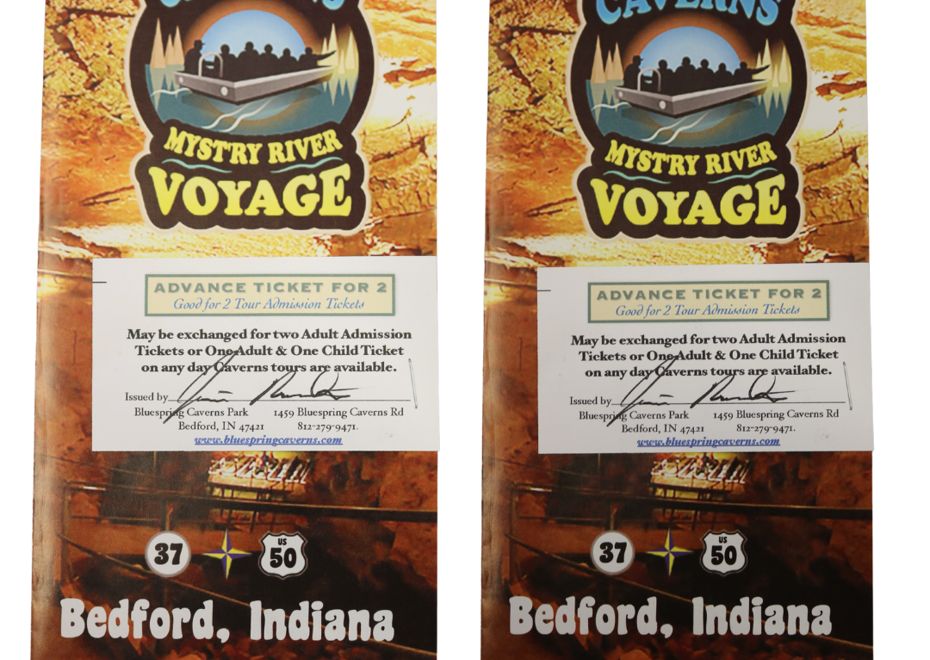 CAVERNS
MYST'RY RIVER
VOYAGE
ADVANCE TICKET FOR 2
Good for 2 Tour Admission Tickets
May be exchanged for two Adult Admission
Tickets or One Adult & One Child Ticket
on any day Caverns tours are available.
Issued by
Bluespring Caverns Park 1459 Bluespring Caverns Rd
Bedford, IN 47421 812-279-9471.
www.bluespringcaverns.com
37 US 50
Bedford, Indiana
CAVERNS
MYST'RY RIVER
VOYAGE
ADVANCE TICKET FOR 2
Good for 2 Tour Admission Tickets
May be exchanged for two Adult Admission
Tickets or One Adult & One Child Ticket
on any day Caverns tours are available.
Issued by
Bluespring Caverns Park 1459 Bluespring Caverns Rd
Bedford, IN 47421 812-279-9471.
www.bluespringcaverns.com
37 US 50
Bedford, Indiana